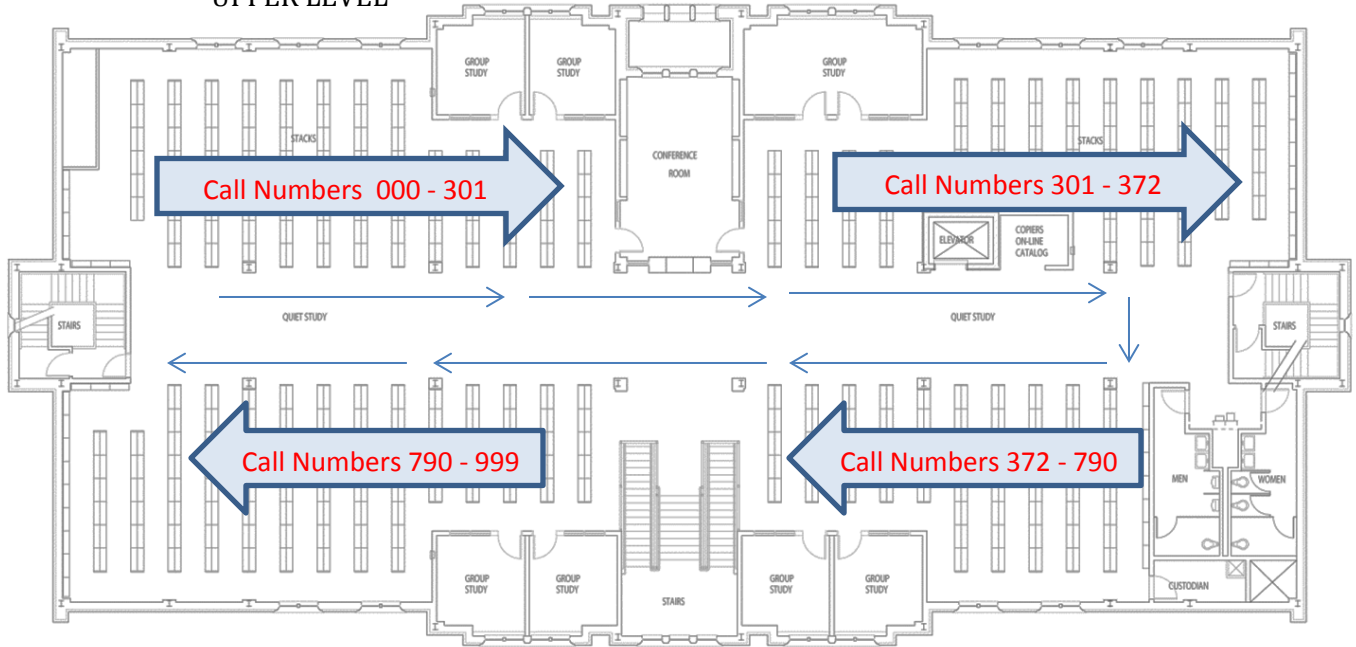 UPPER LEVEL
GROUP
STUDY
GROUP
STUDY
GROUP
STUDY
STACKS
STACKS
CONFERENCE
ROOM
Call Numbers 000 - 301
Call Numbers 301 - 372
ELEVATOR
COPIERS
ON-LINE
CATALOG
QUIET STUDY
QUIET STUDY
STAIRS
STAIRS
Call Numbers 790 - 999
Call Numbers 372 - 790
MEN
WOMEN
GROUP
STUDY
GROUP
STUDY
STAIRS
GROUP
STUDY
GROUP
STUDY
CUSTODIAN